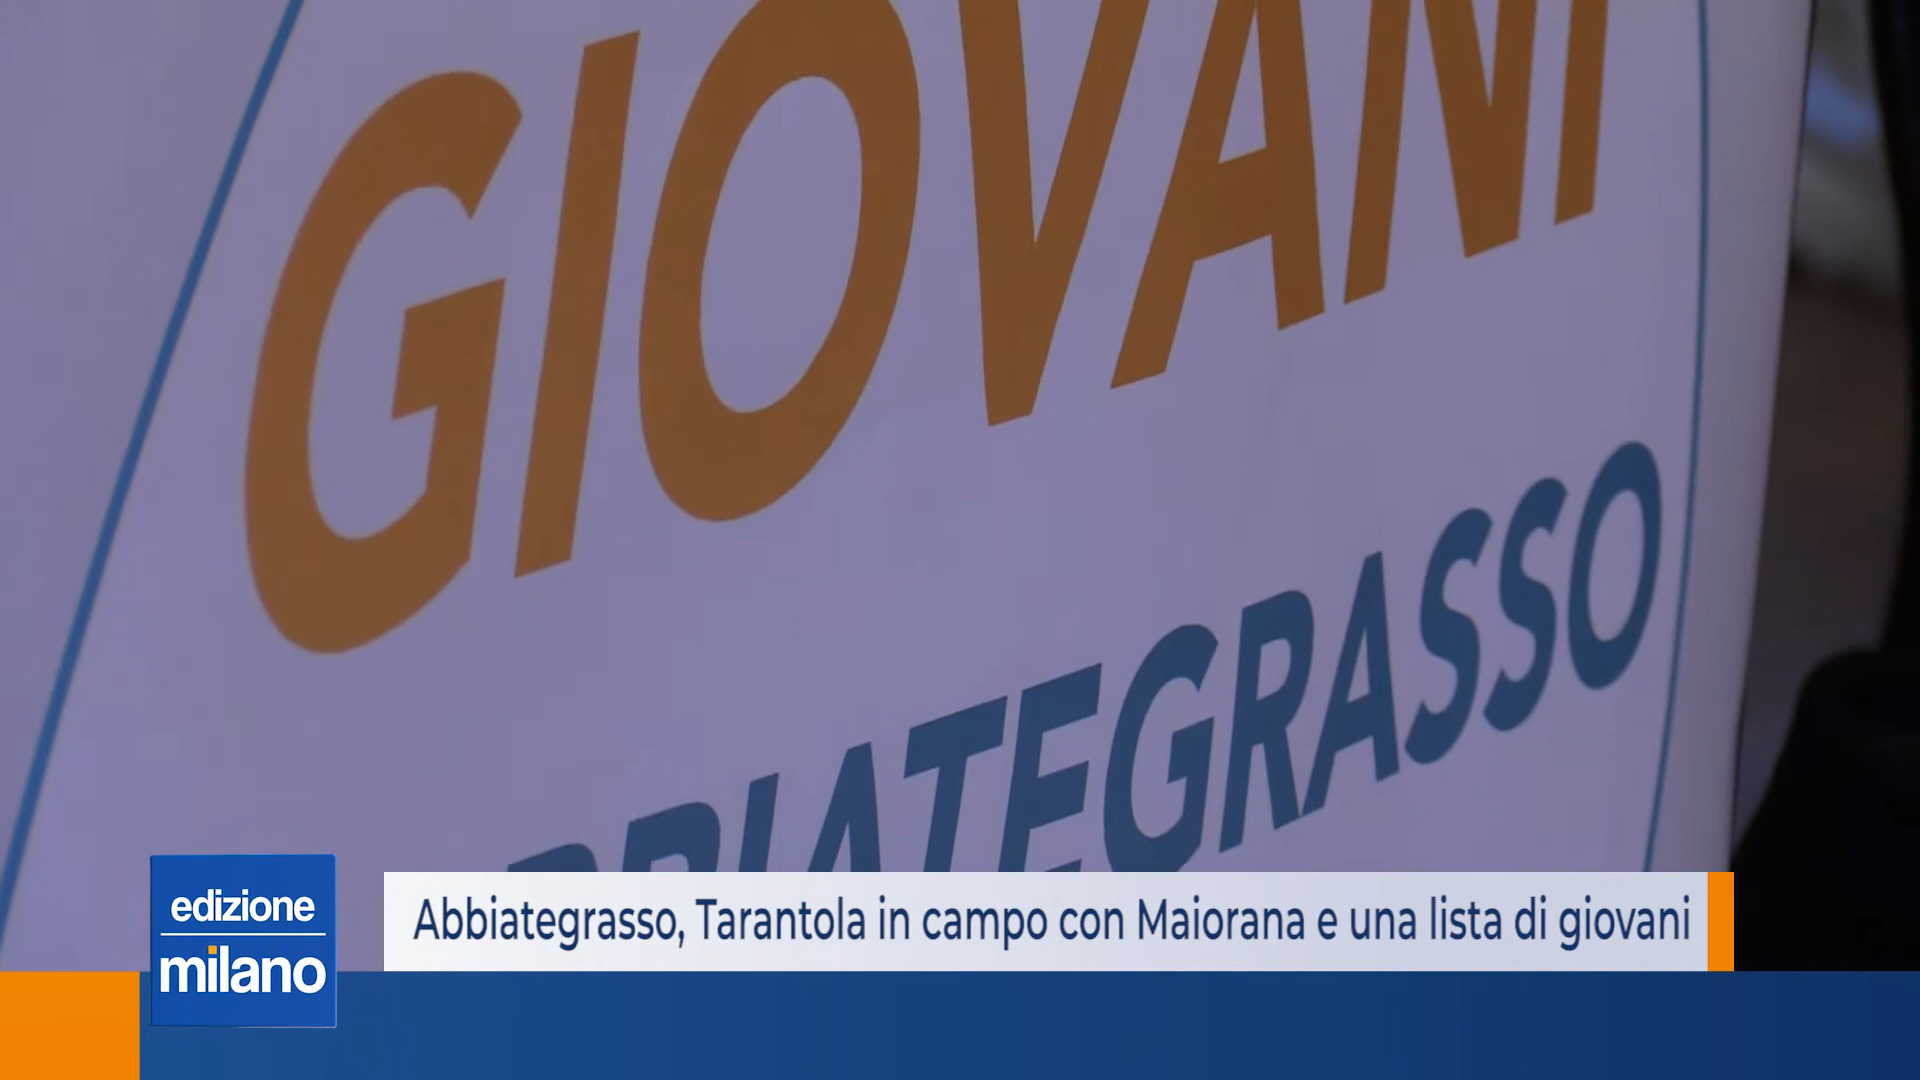 GIOVANI
ABBIATEGRASSO
edizione
milano
Abbiategrasso, Tarantola in campo con Maiorana e una lista di giovani